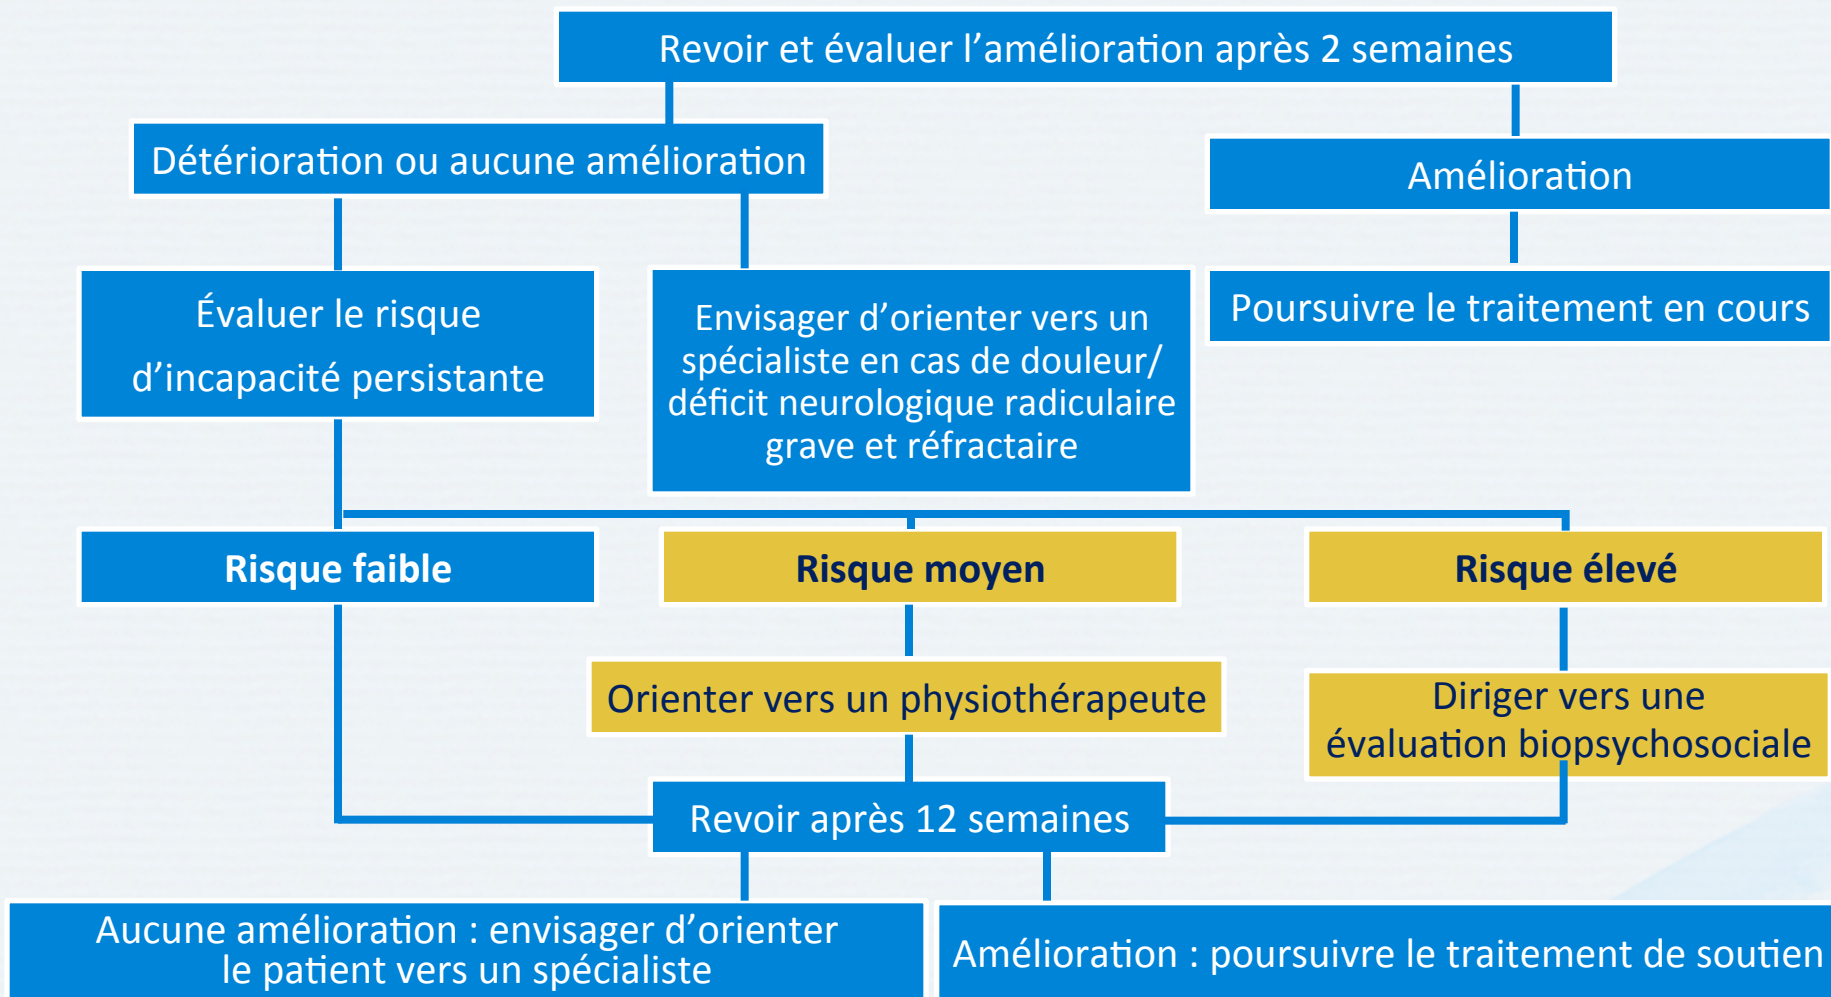 Revoir et évaluer l’amélioration après 2 semaines
Détérioration ou aucune amélioration
Amélioration
Évaluer le risque
d’incapacité persistante
Envisager d’orienter vers un
spécialiste en cas de douleur/
déficit neurologique radiculaire
grave et réfractaire
Poursuivre le traitement en cours
Risque faible
Risque moyen
Risque élevé
Orienter vers un physiothérapeute
Diriger vers une
évaluation biopsychosociale
Revoir après 12 semaines
Aucune amélioration : envisager d’orienter
le patient vers un spécialiste
Amélioration : poursuivre le traitement de soutien